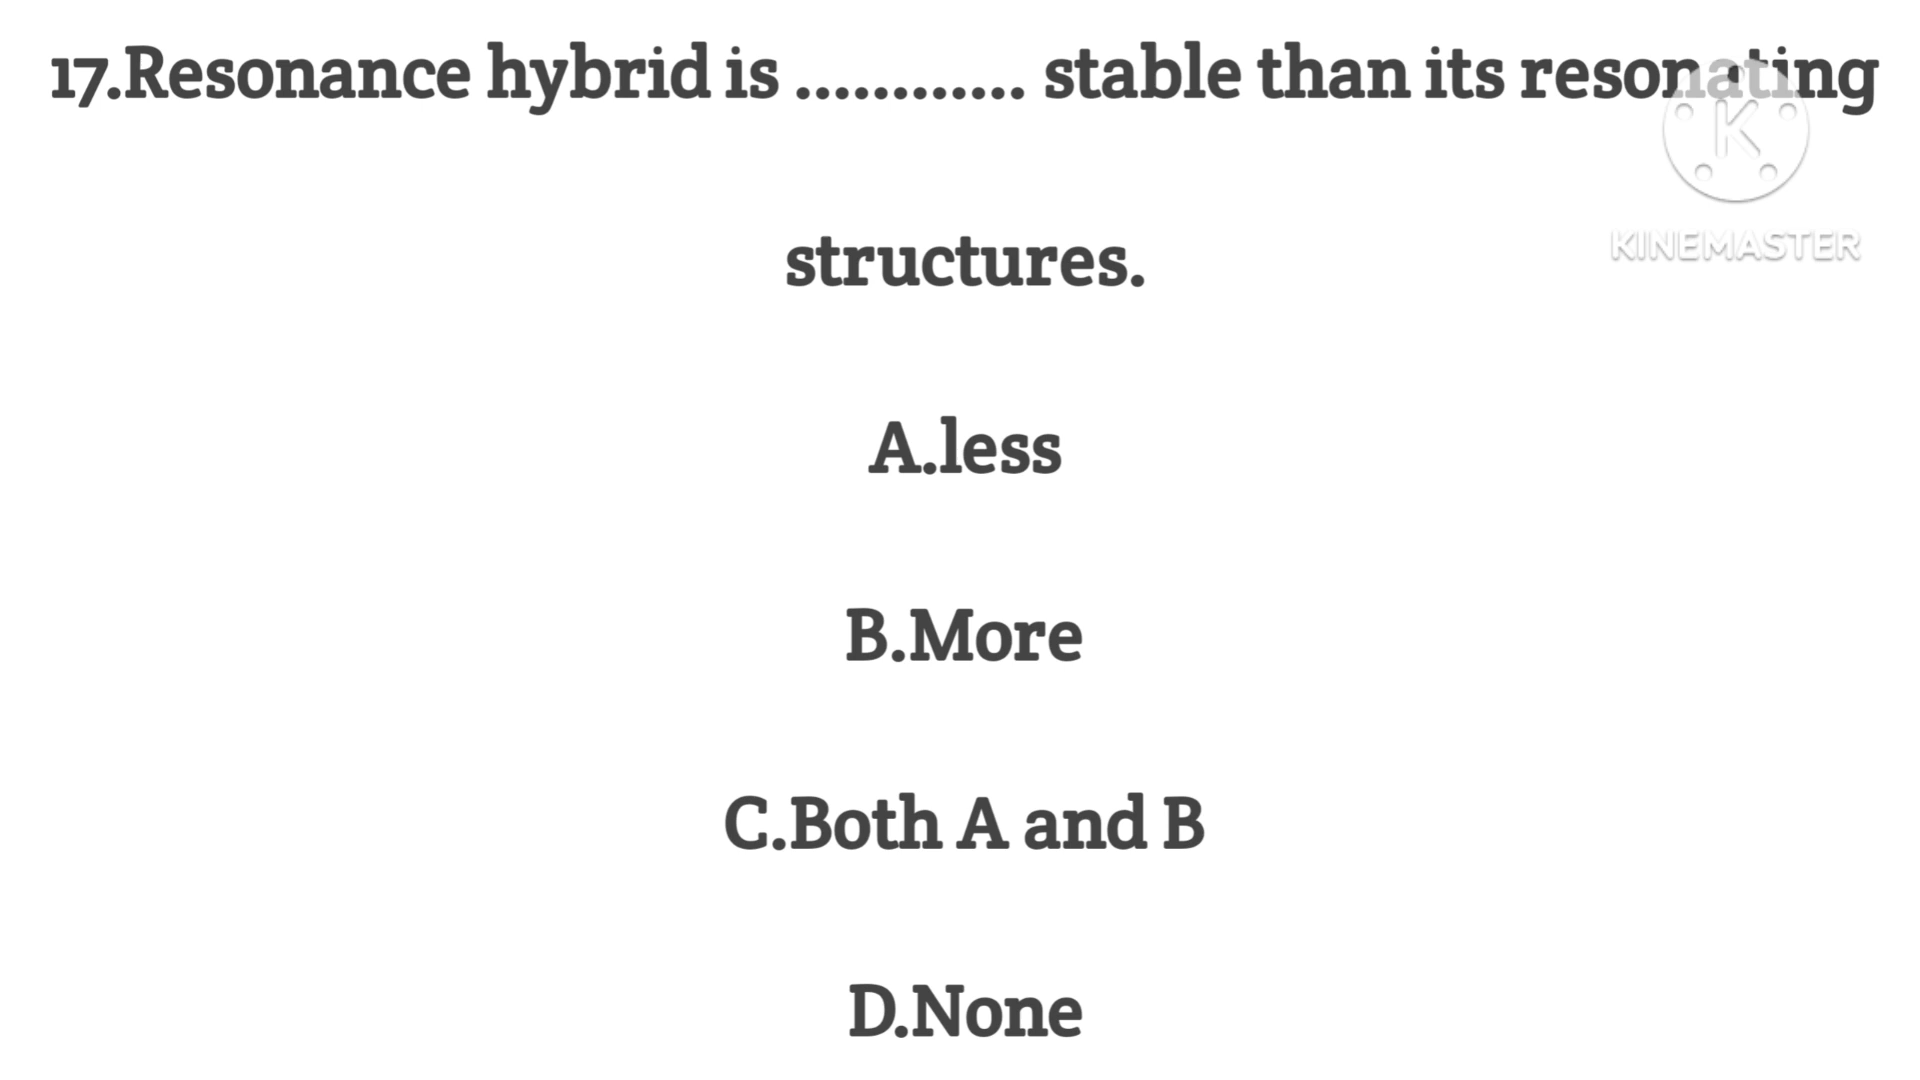 17.Resonance hybrid is ............ stable than its resonating
structures.
A.less
B.More
C.Both A and B
D.None
KINEMASTER